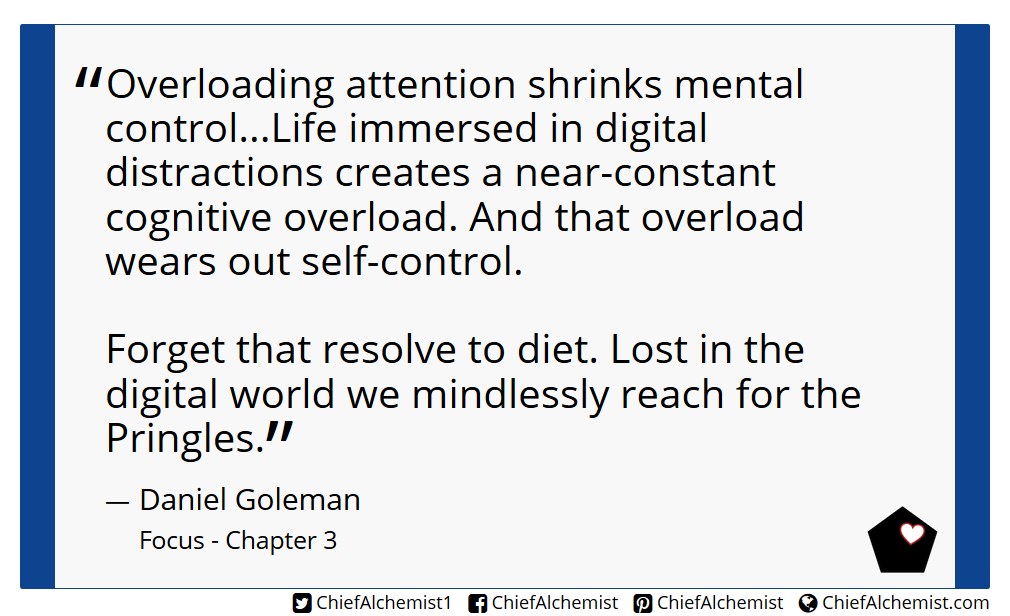 “Overloading attention shrinks mental
control...Life immersed in digital
distractions creates a near-constant
cognitive overload. And that overload
wears out self-control.
Forget that resolve to diet. Lost in the
digital world we mindlessly reach for the
Pringles.”
— Daniel Goleman
Focus - Chapter 3
ChiefAlchemist1 ChiefAlchemist ChiefAlchemist ChiefAlchemist.com